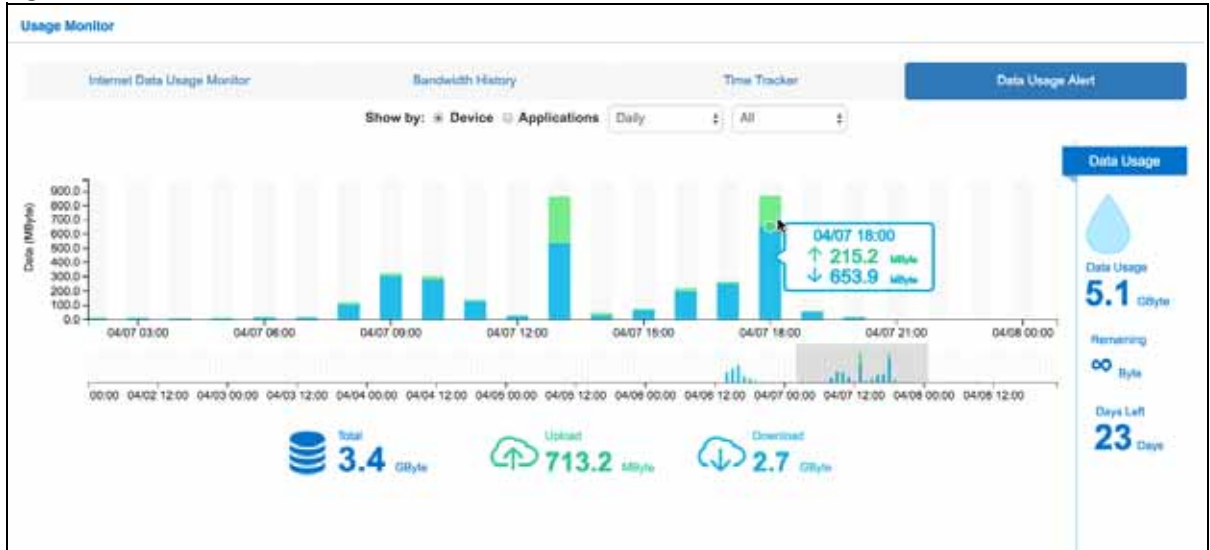 Usage Monitor
Internet Data Usage Monitor Bandwidth History Time Tracker Data Usage Alert
Show by: Device Applications Daily All
Data Usage
Data (MByte)
900.0
800.0
700.0
600.0
500.0
400.0
300.0
200.0
100.0
0.0
04/07 18:00
↑ 215.2 MByte
↓ 653.9 MByte
04/07 03:00 04/07 06:00 04/07 09:00 04/07 12:00 04/07 15:00 04/07 18:00 04/07 21:00 04/08 00:00
00:00 04/02 12:00 04/03 00:00 04/03 12:00 04/04 00:00 04/04 12:00 04/05 00:00 04/05 12:00 04/06 00:00 04/06 12:00 04/07 00:00 04/07 12:00 04/08 00:00 04/08 12:00
Total
3.4 GByte
Upload
713.2 MByte
Download
2.7 GByte
Data Usage
5.1 GByte
Remaining
∞ Byte
Days Left
23 Days